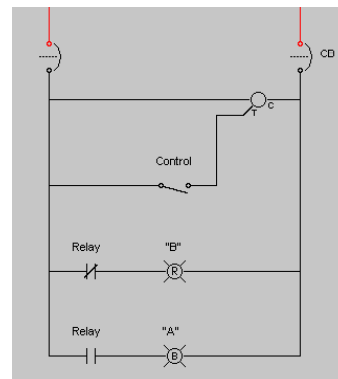 CD
C
T
Control
Relay "B"
R
Relay "A"
B